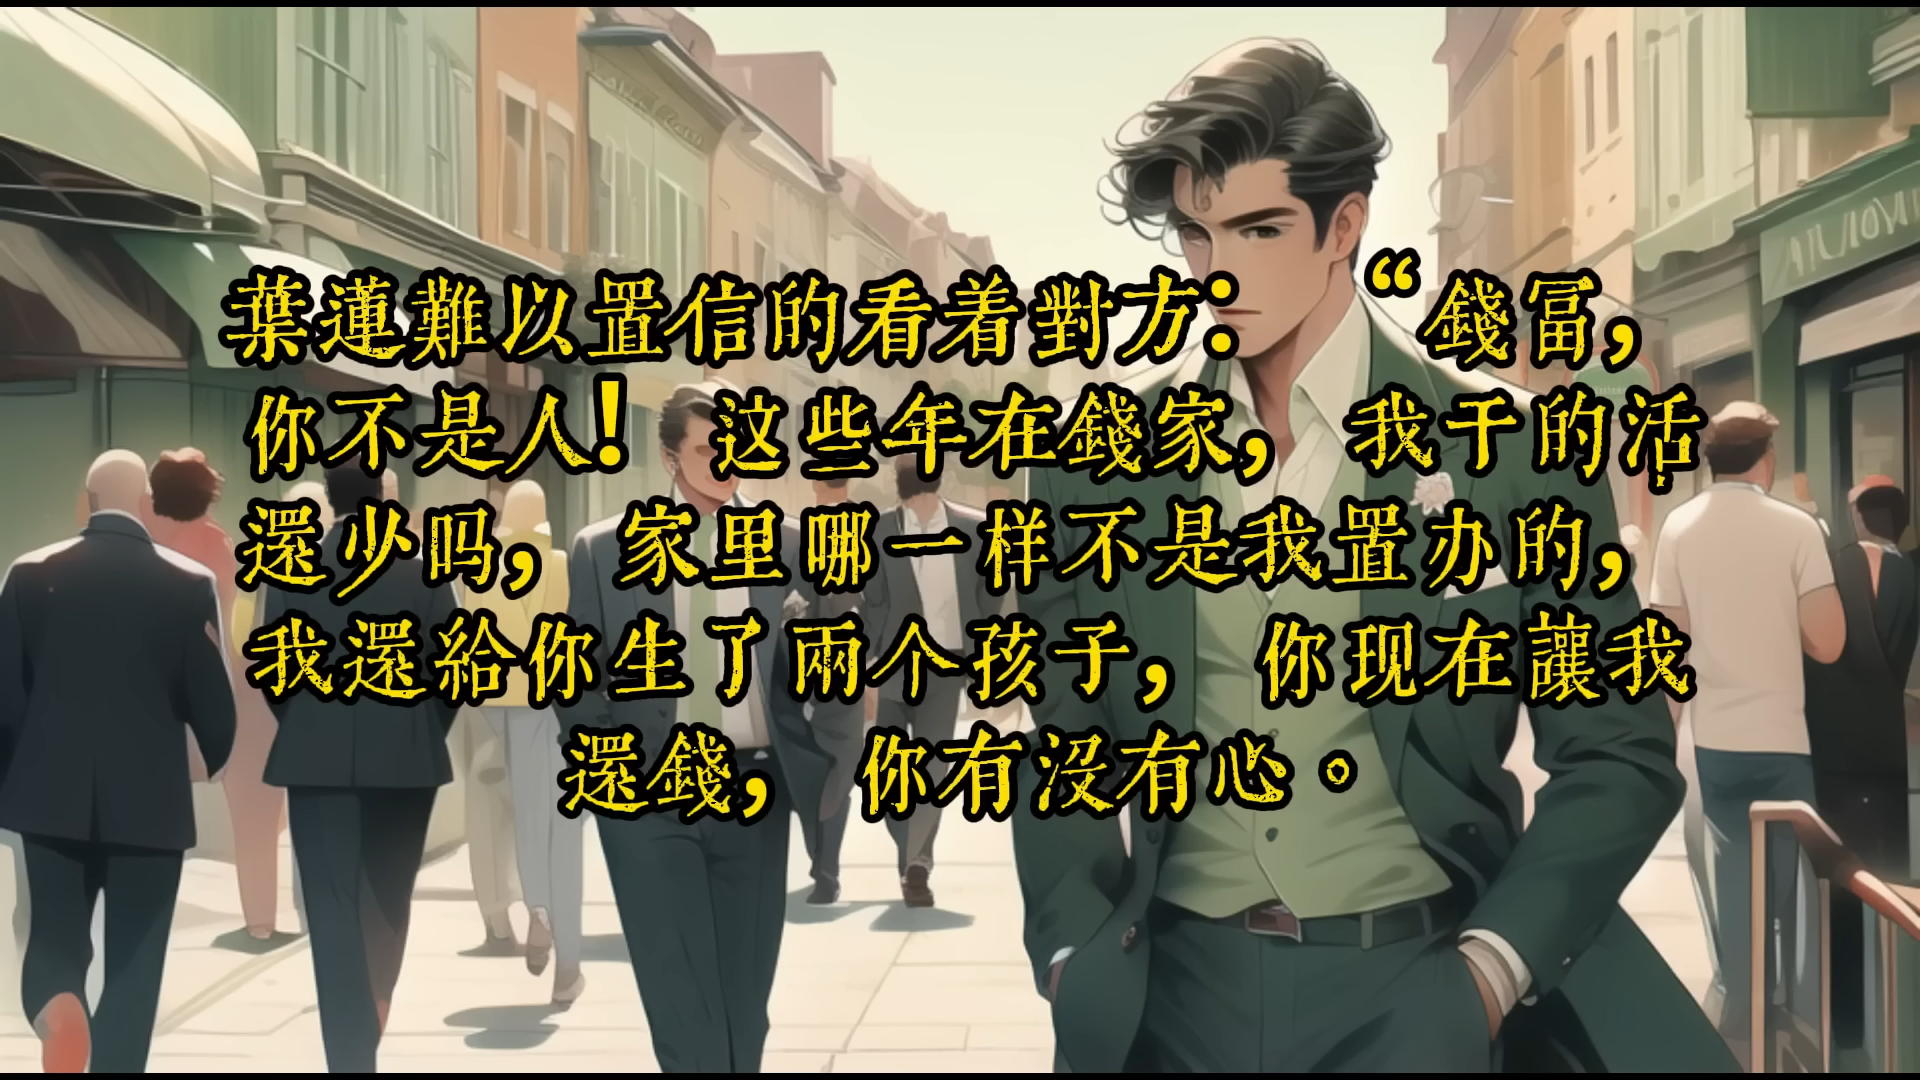 葉蓮難以置信的看着對方：“錢冨，
你不是人！这些年在錢家，我干的活
還少吗，家里哪一样不是我置办的，
我還給你生了兩个孩子，你现在讓我
還錢，你有沒有心。